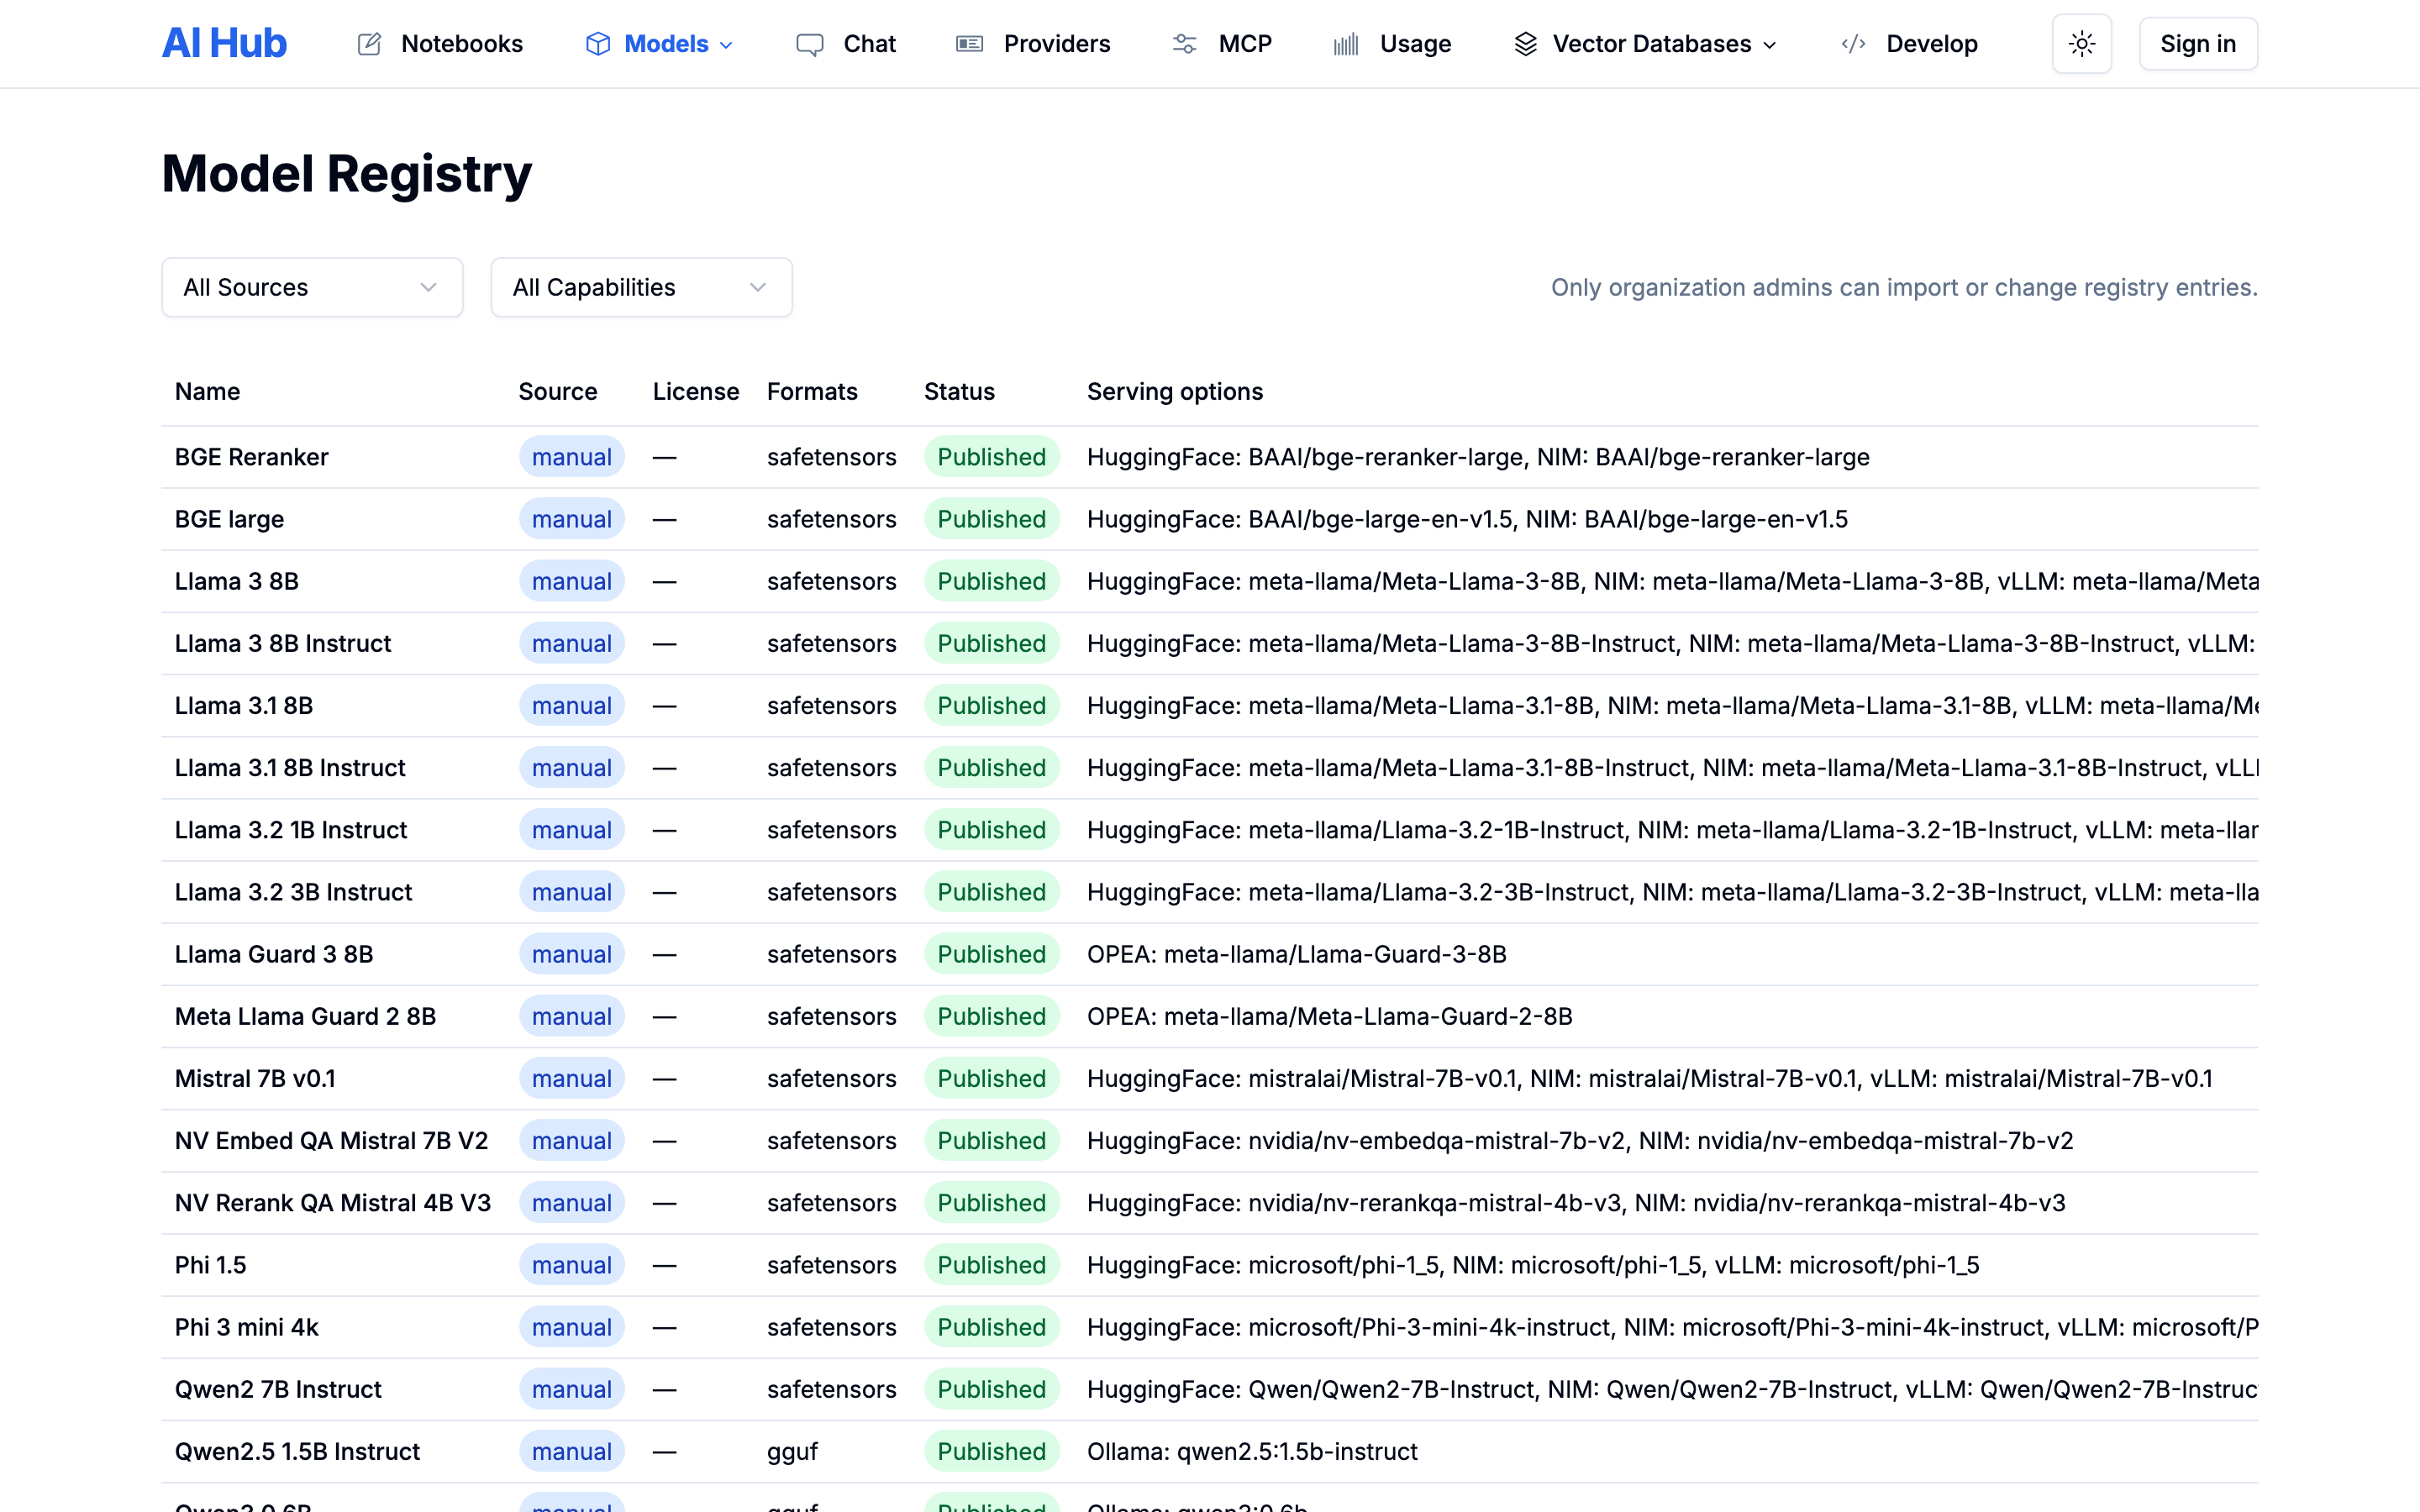 AI Hub Notebooks Models Chat Providers MCP Usage Vector Databases Develop Sign in
Model Registry
All Sources All Capabilities Only organization admins can import or change registry entries.
Name Source License Formats Status Serving options
BGE Reranker manual — safetensors Published HuggingFace: BAAI/bge-reranker-large, NIM: BAAI/bge-reranker-large
BGE large manual — safetensors Published HuggingFace: BAAI/bge-large-en-v1.5, NIM: BAAI/bge-large-en-v1.5
Llama 3 8B manual — safetensors Published HuggingFace: meta-llama/Meta-Llama-3-8B, NIM: meta-llama/Meta-Llama-3-8B, vLLM: meta-llama/Meta
Llama 3 8B Instruct manual — safetensors Published HuggingFace: meta-llama/Meta-Llama-3-8B-Instruct, NIM: meta-llama/Meta-Llama-3-8B-Instruct, vLLM:
Llama 3.1 8B manual — safetensors Published HuggingFace: meta-llama/Meta-Llama-3.1-8B, NIM: meta-llama/Meta-Llama-3.1-8B, vLLM: meta-llama/Me
Llama 3.1 8B Instruct manual — safetensors Published HuggingFace: meta-llama/Meta-Llama-3.1-8B-Instruct, NIM: meta-llama/Meta-Llama-3.1-8B-Instruct, vLL
Llama 3.2 1B Instruct manual — safetensors Published HuggingFace: meta-llama/Llama-3.2-1B-Instruct, NIM: meta-llama/Llama-3.2-1B-Instruct, vLLM: meta-llar
Llama 3.2 3B Instruct manual — safetensors Published HuggingFace: meta-llama/Llama-3.2-3B-Instruct, NIM: meta-llama/Llama-3.2-3B-Instruct, vLLM: meta-lla
Llama Guard 3 8B manual — safetensors Published OPEA: meta-llama/Llama-Guard-3-8B
Meta Llama Guard 2 8B manual — safetensors Published OPEA: meta-llama/Meta-Llama-Guard-2-8B
Mistral 7B v0.1 manual — safetensors Published HuggingFace: mistralai/Mistral-7B-v0.1, NIM: mistralai/Mistral-7B-v0.1, vLLM: mistralai/Mistral-7B-v0.1
NV Embed QA Mistral 7B V2 manual — safetensors Published HuggingFace: nvidia/nv-embedqa-mistral-7b-v2, NIM: nvidia/nv-embedqa-mistral-7b-v2
NV Rerank QA Mistral 4B V3 manual — safetensors Published HuggingFace: nvidia/nv-rerankqa-mistral-4b-v3, NIM: nvidia/nv-rerankqa-mistral-4b-v3
Phi 1.5 manual — safetensors Published HuggingFace: microsoft/phi-1_5, NIM: microsoft/phi-1_5, vLLM: microsoft/phi-1_5
Phi 3 mini 4k manual — safetensors Published HuggingFace: microsoft/Phi-3-mini-4k-instruct, NIM: microsoft/Phi-3-mini-4k-instruct, vLLM: microsoft/P
Qwen2 7B Instruct manual — safetensors Published HuggingFace: Qwen/Qwen2-7B-Instruct, NIM: Qwen/Qwen2-7B-Instruct, vLLM: Qwen/Qwen2-7B-Instruc
Qwen2.5 1.5B Instruct manual — gguf Published Ollama: qwen2.5:1.5b-instruct
Qwen3 0.6B manual gguf Published Ollama: qwen3:0.6b